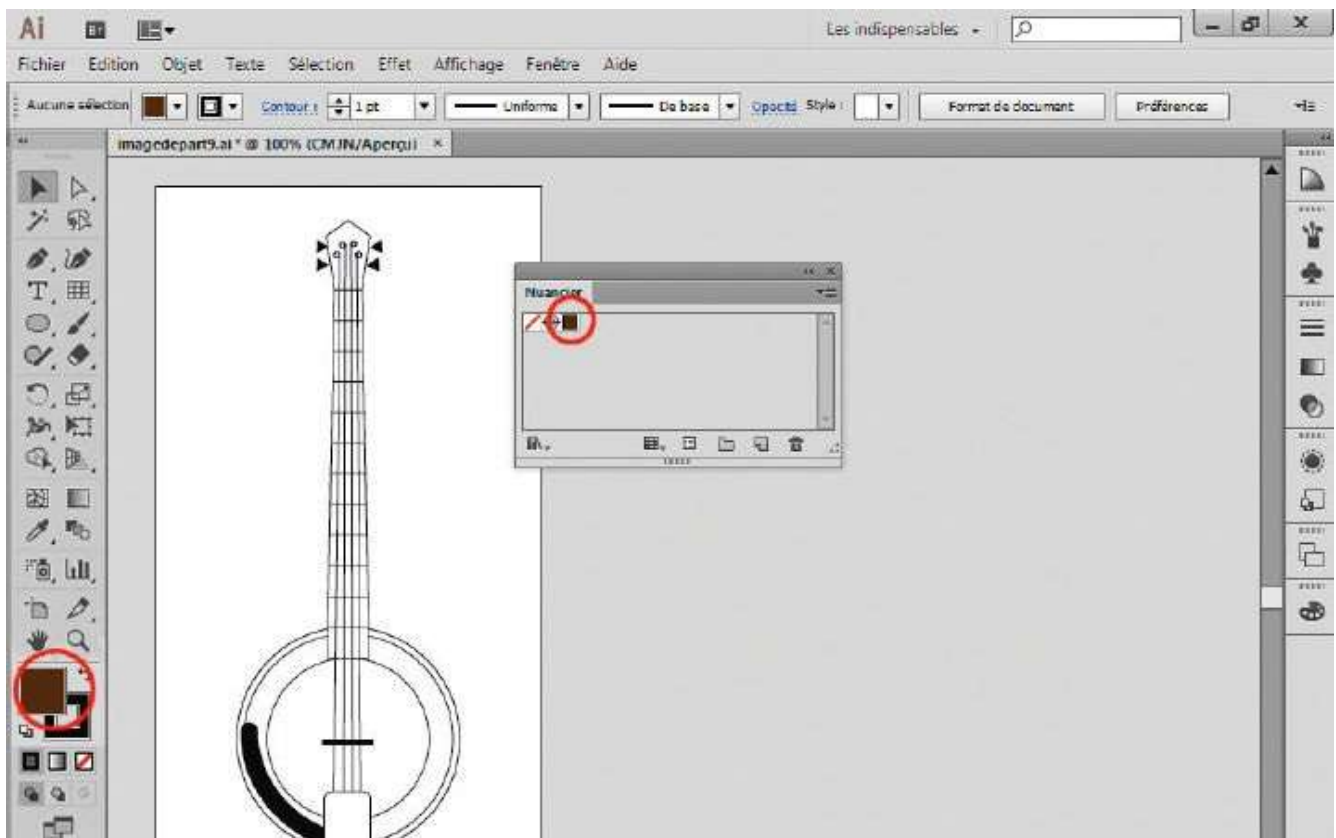 Ai Br Les indispensables
Fichier Edition Objet Texte Sélection Effet Affichage Fenêtre Aide
Aucune sélection Contour : 1 pt Uniforme De base Opacité Style : Format de document Préférences
imagedepart9.ai* @ 100% (CMJN/Aperçu) ×
Nuancier